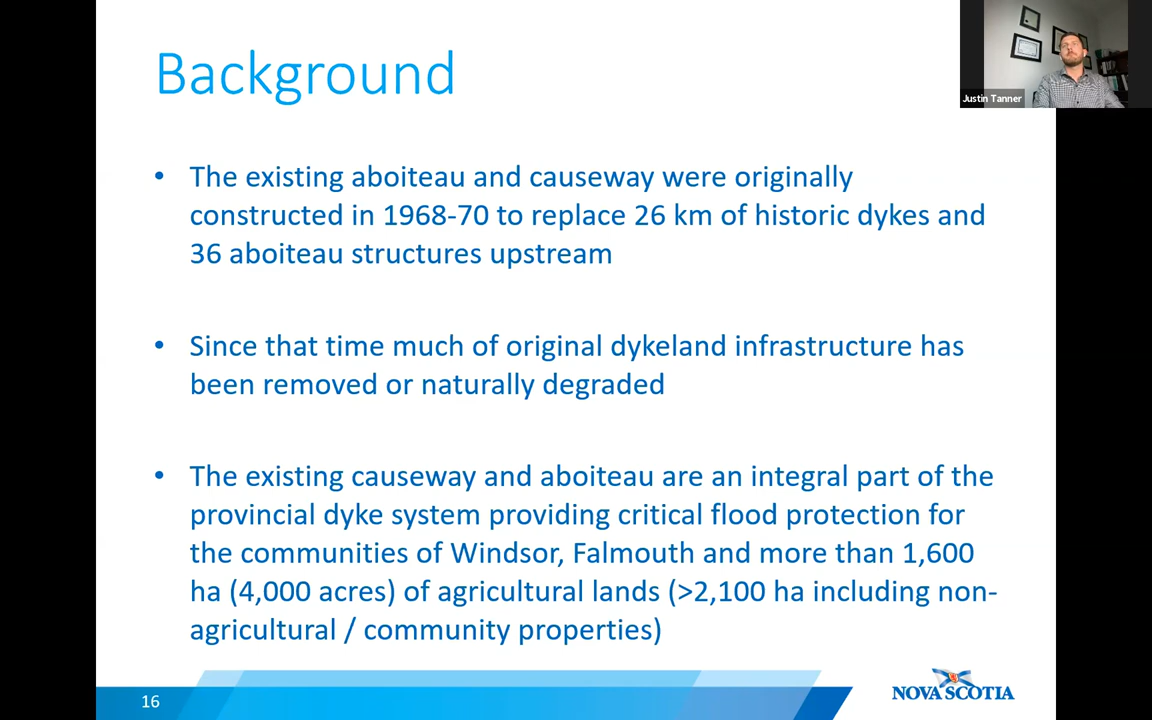 Background
Justin Tanner
• The existing aboiteau and causeway were originally
constructed in 1968-70 to replace 26 km of historic dykes and
36 aboiteau structures upstream
• Since that time much of original dykeland infrastructure has
been removed or naturally degraded
• The existing causeway and aboiteau are an integral part of the
provincial dyke system providing critical flood protection for
the communities of Windsor, Falmouth and more than 1,600
ha (4,000 acres) of agricultural lands (>2,100 ha including non-
agricultural / community properties)
16
NOVA SCOTIA